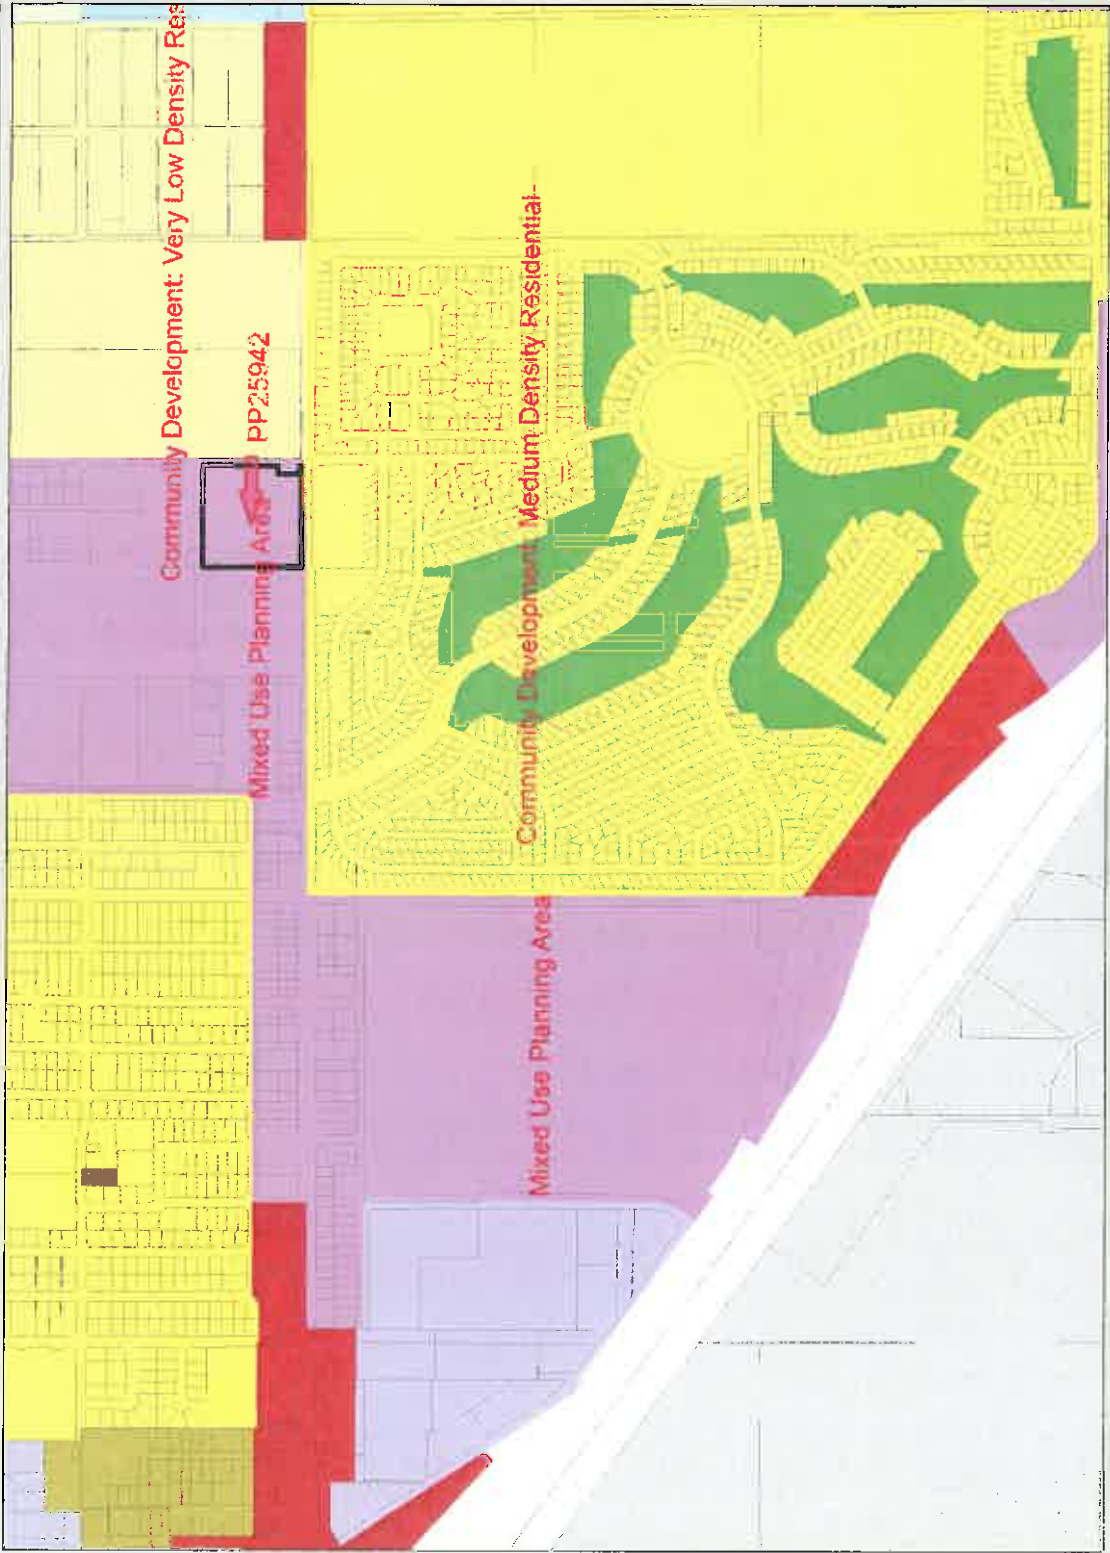 Community Development: Very Low Density Res
PP25942
Mixed Use Planning Area
Community Development: Medium Density Residential
Mixed Use Planning Area